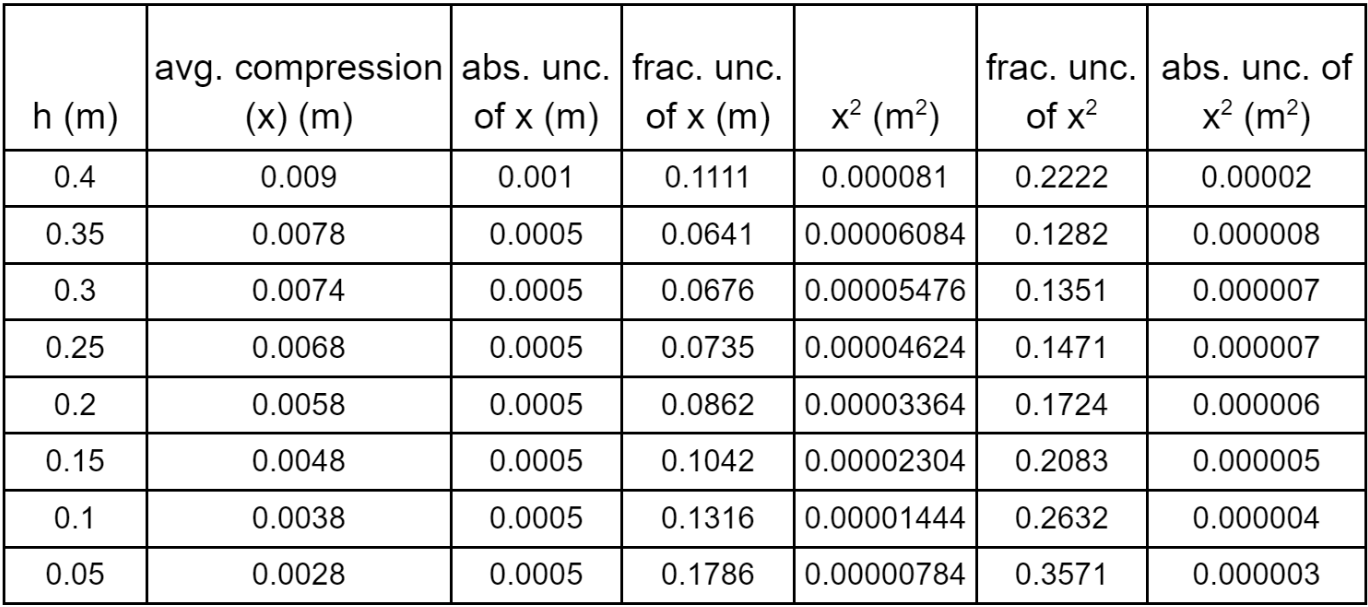 h (m) avg. compression (x) (m) abs. unc. of x (m) frac. unc. of x (m) x² (m²) frac. unc. of x² abs. unc. of x² (m²)
0.4 0.009 0.001 0.1111 0.000081 0.2222 0.00002
0.35 0.0078 0.0005 0.0641 0.00006084 0.1282 0.000008
0.3 0.0074 0.0005 0.0676 0.00005476 0.1351 0.000007
0.25 0.0068 0.0005 0.0735 0.00004624 0.1471 0.000007
0.2 0.0058 0.0005 0.0862 0.00003364 0.1724 0.000006
0.15 0.0048 0.0005 0.1042 0.00002304 0.2083 0.000005
0.1 0.0038 0.0005 0.1316 0.00001444 0.2632 0.000004
0.05 0.0028 0.0005 0.1786 0.00000784 0.3571 0.000003